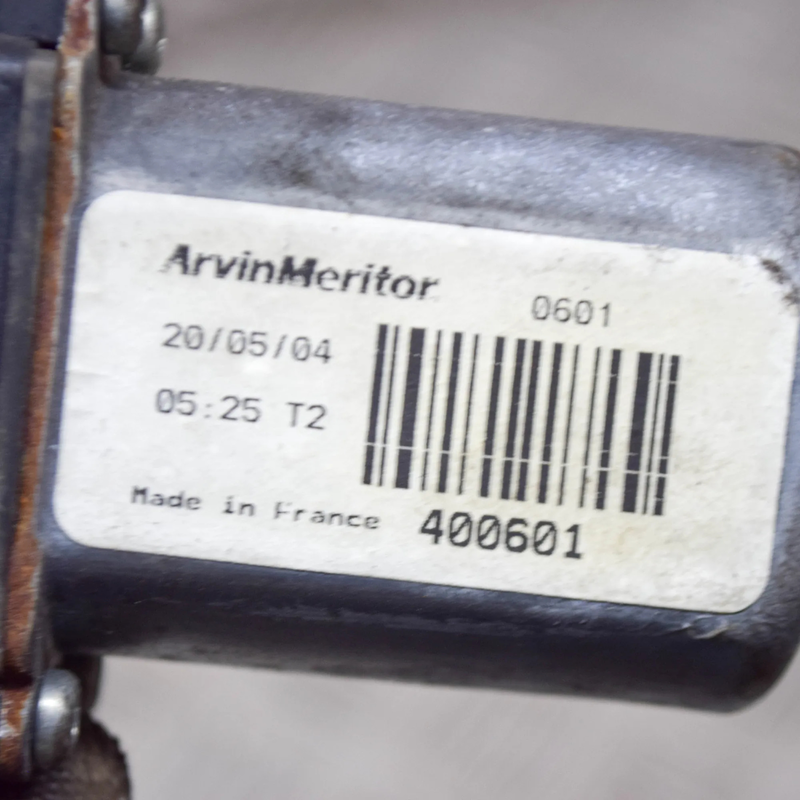 ArvinMeritor
0601
20/05/04
05:25 T2
Made in France
400601